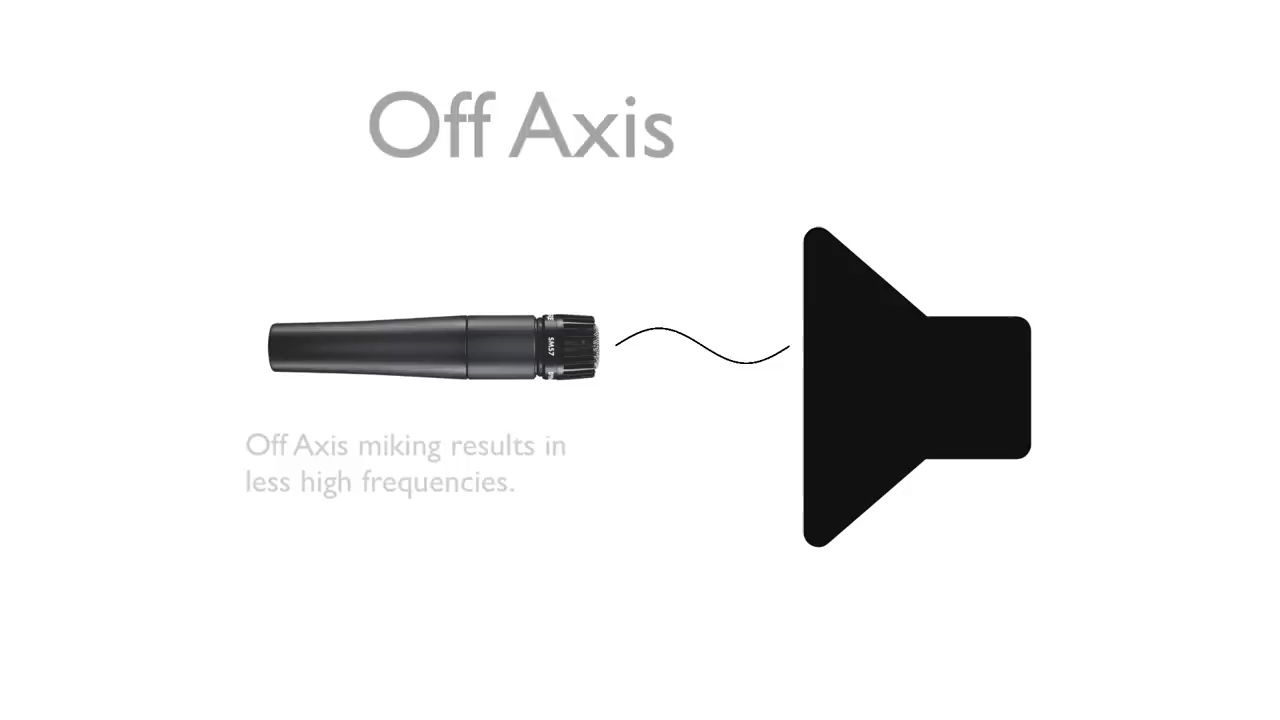 Off Axis
SM57
Off Axis miking results in
less high frequencies.